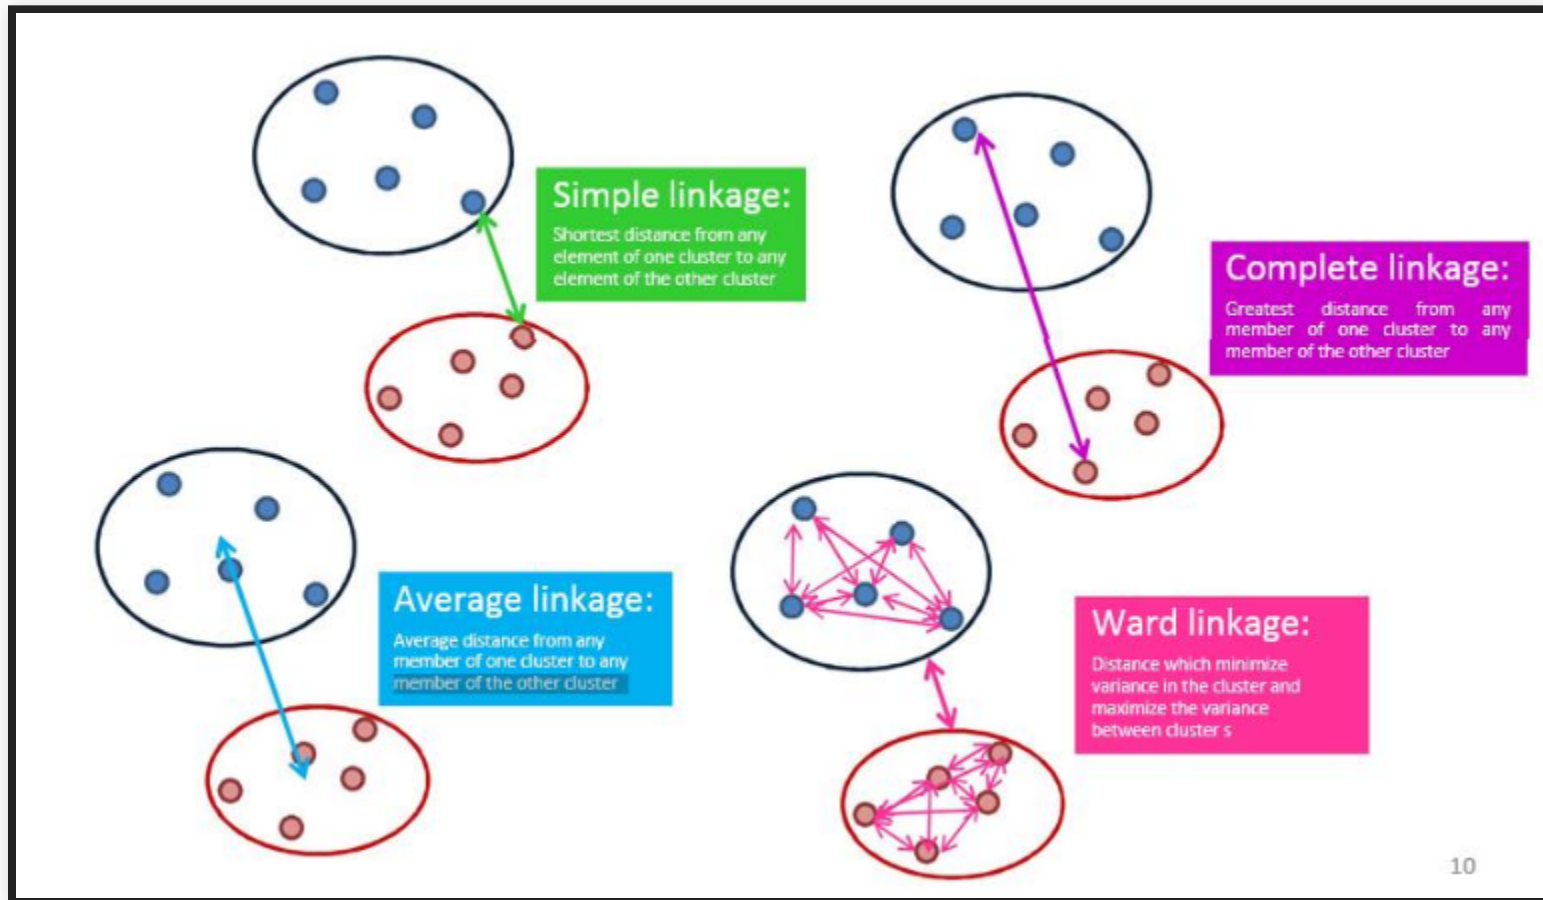 Simple linkage:
Shortest distance from any
element of one cluster to any
element of the other cluster
Complete linkage:
Greatest distance from any
member of one cluster to any
member of the other cluster
Average linkage:
Average distance from any
member of one cluster to any
member of the other cluster
Ward linkage:
Distance which minimize
variance in the cluster and
maximize the variance
between cluster s
10